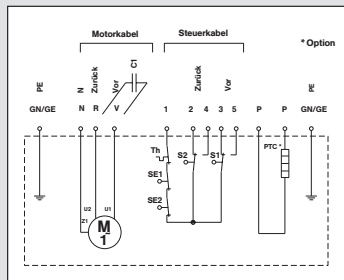 Motorkabel Steuerkabel
* Option
PE N Zurück Vor C1 Zurück Vor PE
GN/GE N R V 1 2 4 3 5 P P GN/GE
Th S2 S1 PTC *
SE1
SE2
U2 U1
Z1
M
1~